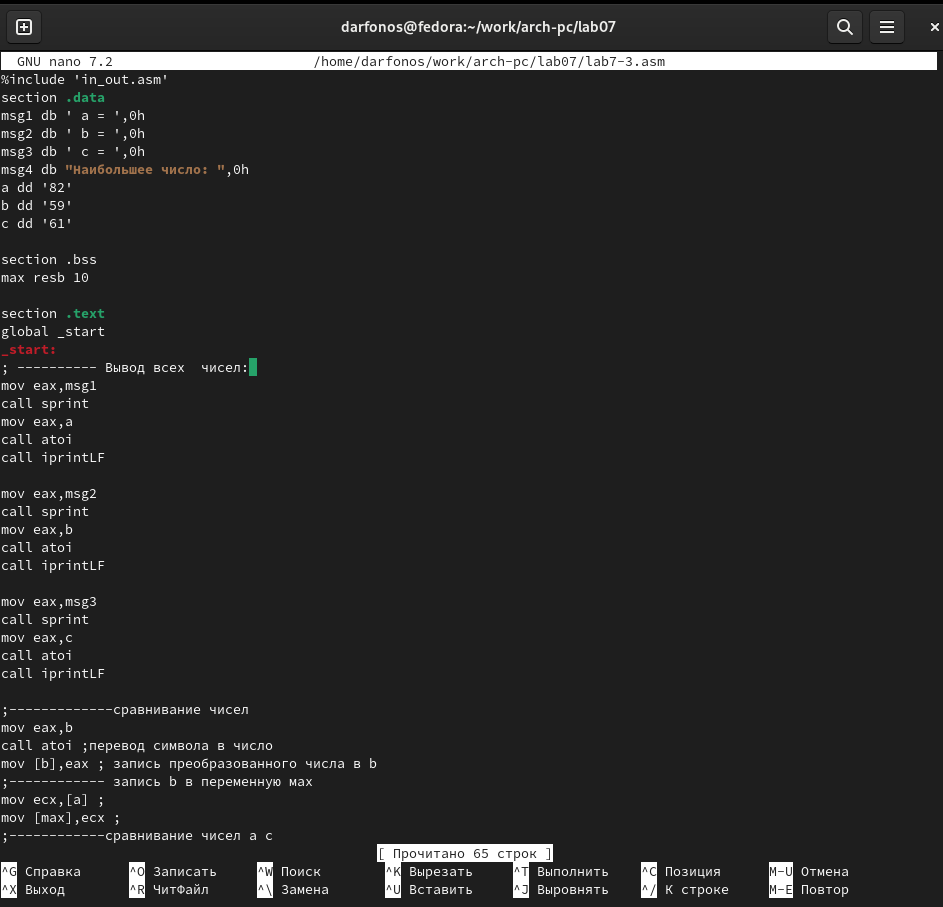 darfonos@fedora:~/work/arch-pc/lab07
GNU nano 7.2 /home/darfonos/work/arch-pc/lab07/lab7-3.asm
%include 'in_out.asm'
section .data
msg1 db ' a = ',0h
msg2 db ' b = ',0h
msg3 db ' c = ',0h
msg4 db "Наибольшее число: ",0h
a dd '82'
b dd '59'
c dd '61'

section .bss
max resb 10

section .text
global _start
_start:
; ---------- Вывод всех  чисел:
mov eax,msg1
call sprint
mov eax,a
call atoi
call iprintLF

mov eax,msg2
call sprint
mov eax,b
call atoi
call iprintLF

mov eax,msg3
call sprint
mov eax,c
call atoi
call iprintLF

;-------------сравнивание чисел
mov eax,b
call atoi ;перевод символа в число
mov [b],eax ; запись преобразованного числа в b
;------------ запись b в переменную мах
mov ecx,[a] ;
mov [max],ecx ;
;------------сравнивание чисел a c
[ Прочитано 65 строк ]
^G Справка ^O Записать ^W Поиск ^K Вырезать ^T Выполнить ^C Позиция M-U Отмена
^X Выход ^R ЧитФайл ^\ Замена ^U Вставить ^J Выровнять ^/ К строке M-E Повтор